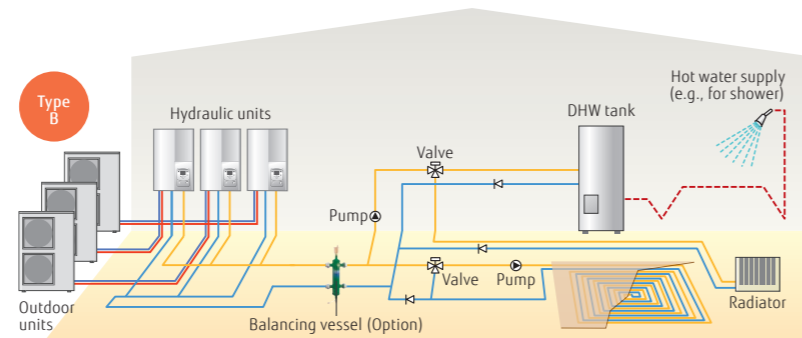 Type
B
Hydraulic units
Hot water supply
(e.g., for shower)
DHW tank
Valve
Pump
Valve
Pump
Outdoor
units
Balancing vessel (Option)
Radiator